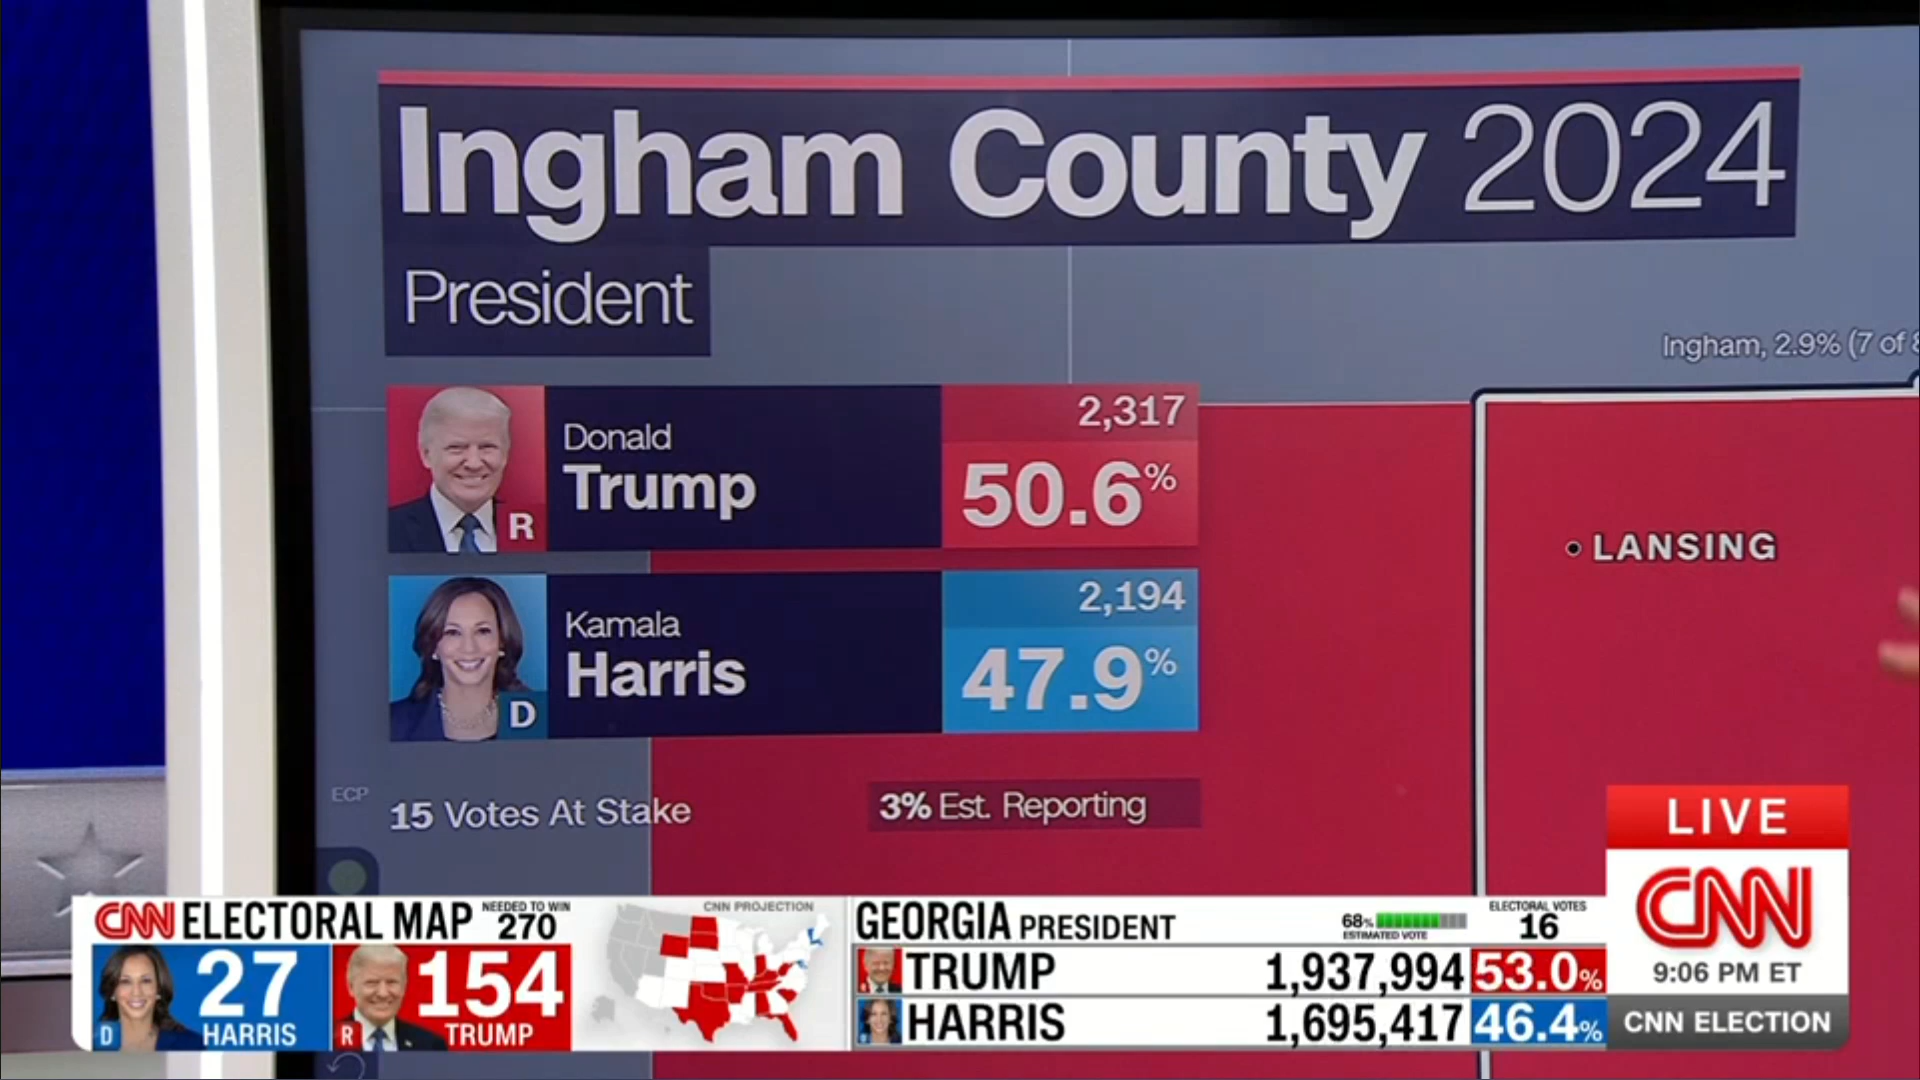 Ingham County 2024
President
Ingham, 2.9% (7 of
Donald
Trump
R
2,317
50.6%
LANSING
Kamala
Harris
D
2,194
47.9%
ECP
15 Votes At Stake
3% Est. Reporting
LIVE
CNN
9:06 PM ET
CNN ELECTION
CNN ELECTORAL MAP NEEDED TO WIN 270
CNN PROJECTION
D 27 HARRIS
R 154 TRUMP
GEORGIA PRESIDENT
68% ESTIMATED VOTE
ELECTORAL VOTES 16
TRUMP 1,937,994 53.0%
HARRIS 1,695,417 46.4%